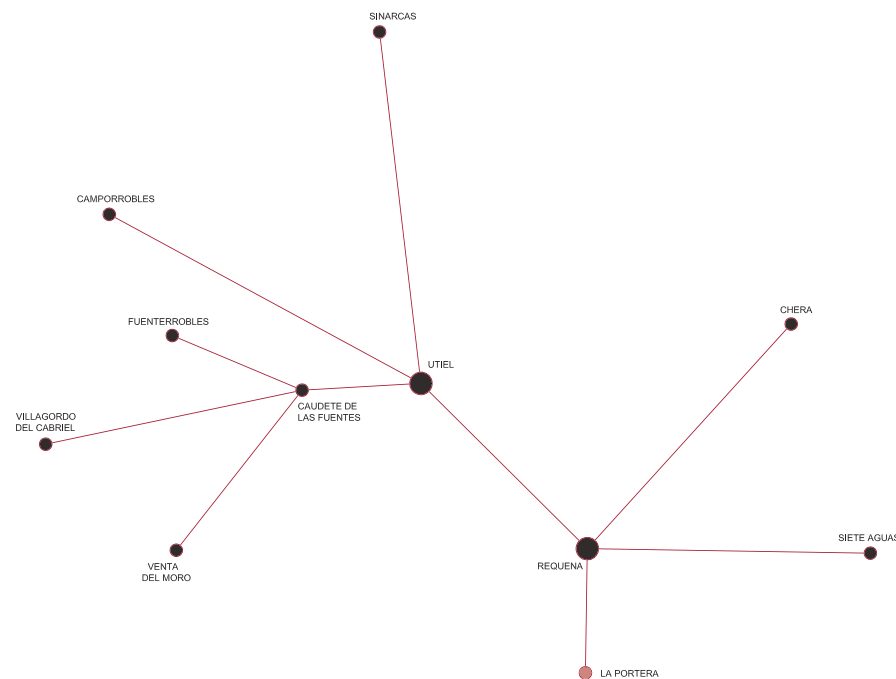 SINARCAS
CAMPORROBLES
CHERA
FUENTERROBLES
UTIEL
CAUDETE DE
LAS FUENTES
VILLAGORDO
DEL CABRIEL
SIETE AGUAS
REQUENA
VENTA
DEL MORO
LA PORTERA